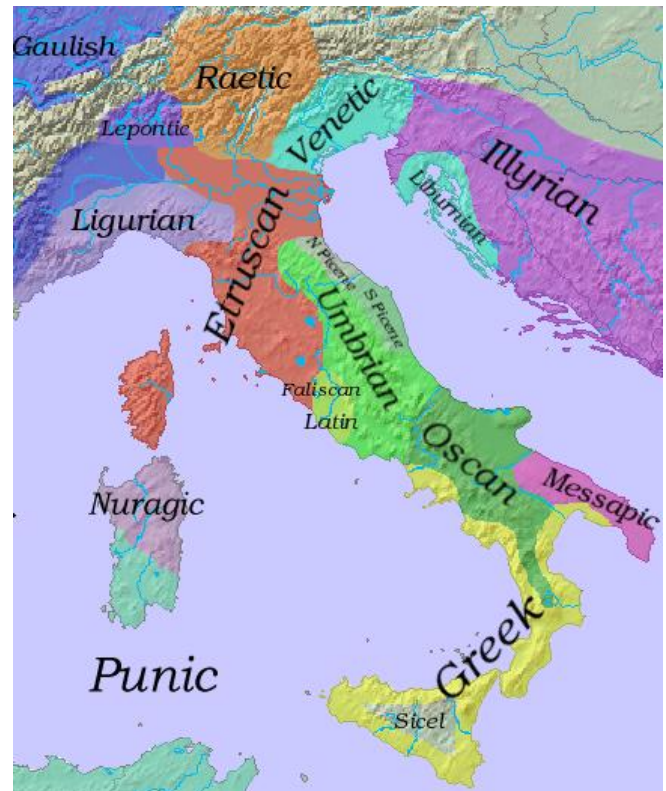 Gaulish
Raetic
Lepontic
Venetic
Illyrian
Liburnian
Ligurian
Etruscan
N Picene
S Picene
Umbrian
Faliscan
Latin
Oscan
Messapic
Nuragic
Greek
Punic
Sicel